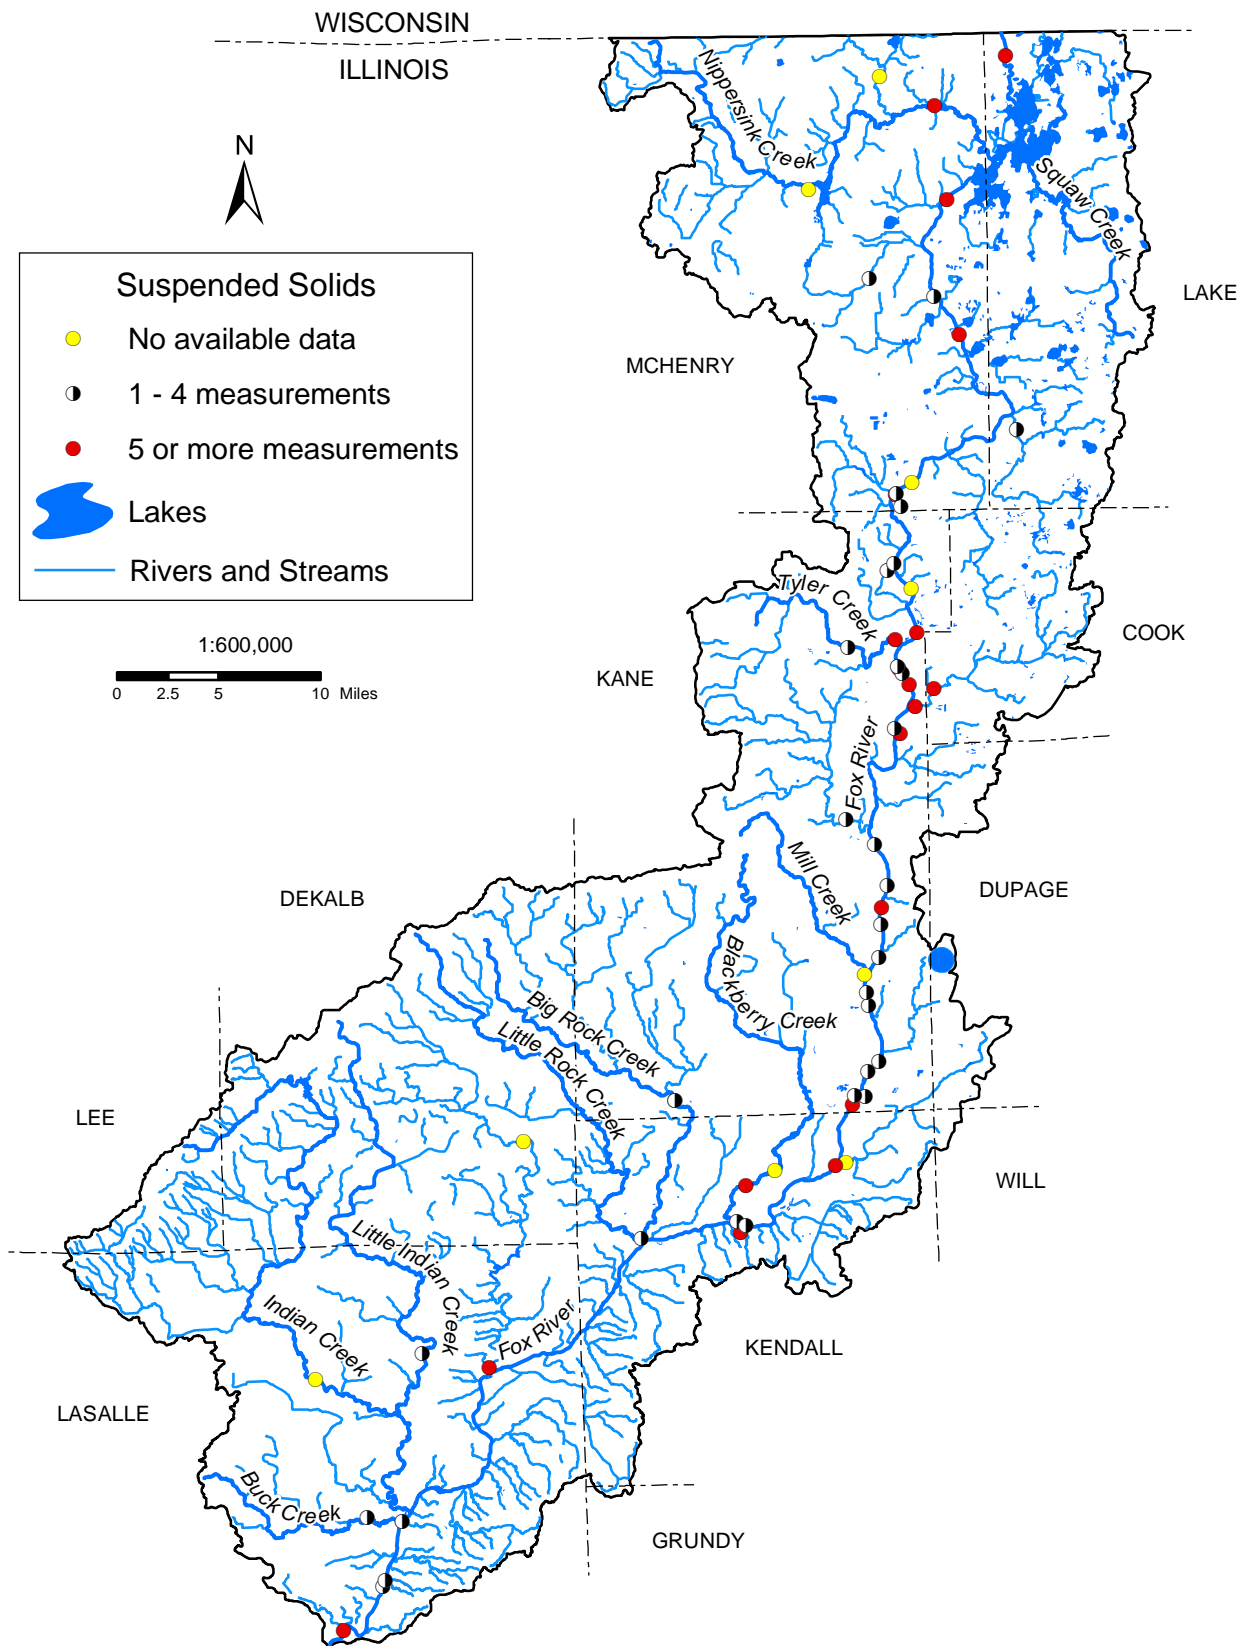 WISCONSIN
ILLINOIS
N
Suspended Solids
No available data
1 - 4 measurements
5 or more measurements
Lakes
Rivers and Streams
1:600,000
0 2.5 5 10 Miles
Nippersink Creek
Squaw Creek
LAKE
MCHENRY
Tyler Creek
COOK
KANE
Fox River
Mill Creek
DUPAGE
DEKALB
Blackberry Creek
Big Rock Creek
Little Rock Creek
LEE
WILL
Little Indian Creek
Indian Creek
Fox River
KENDALL
LASALLE
Buck Creek
GRUNDY